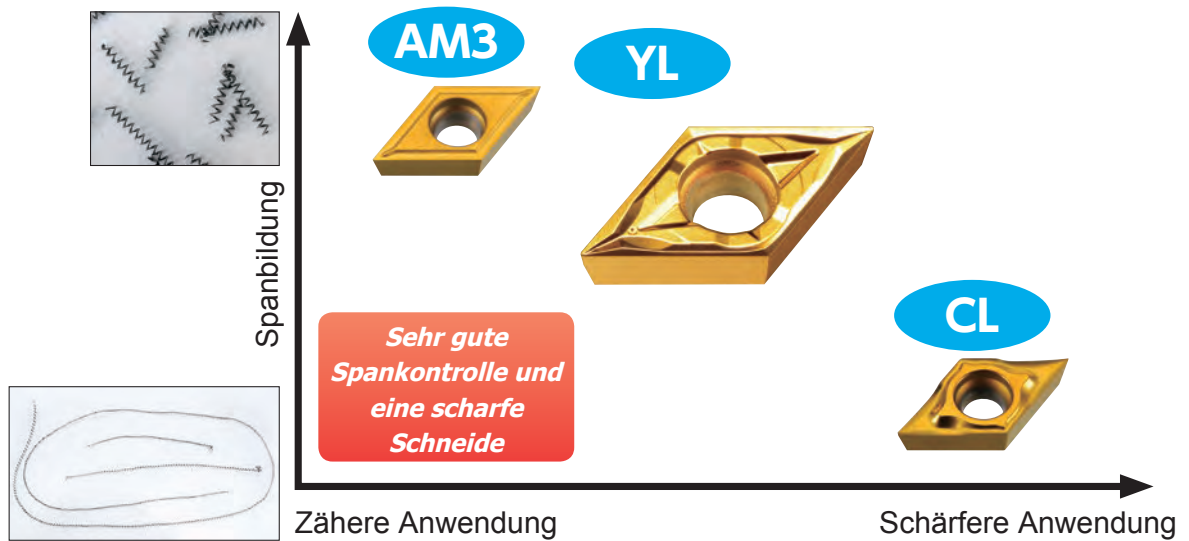 AM3
YL
Spanbildung
CL
Sehr gute
Spankontrolle und
eine scharfe
Schneide
Zähere Anwendung
Schärfere Anwendung